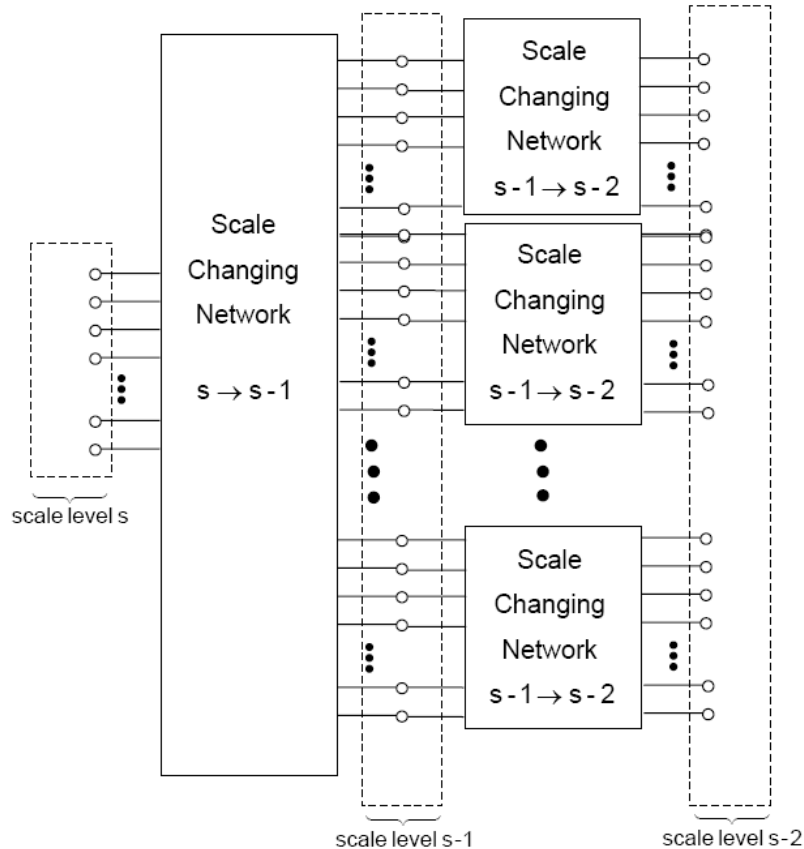 Scale
Changing
Network
s → s-1
Scale
Changing
Network
s-1 → s-2
Scale
Changing
Network
s-1 → s-2
Scale
Changing
Network
s-1 → s-2
scale level s
scale level s-1
scale level s-2